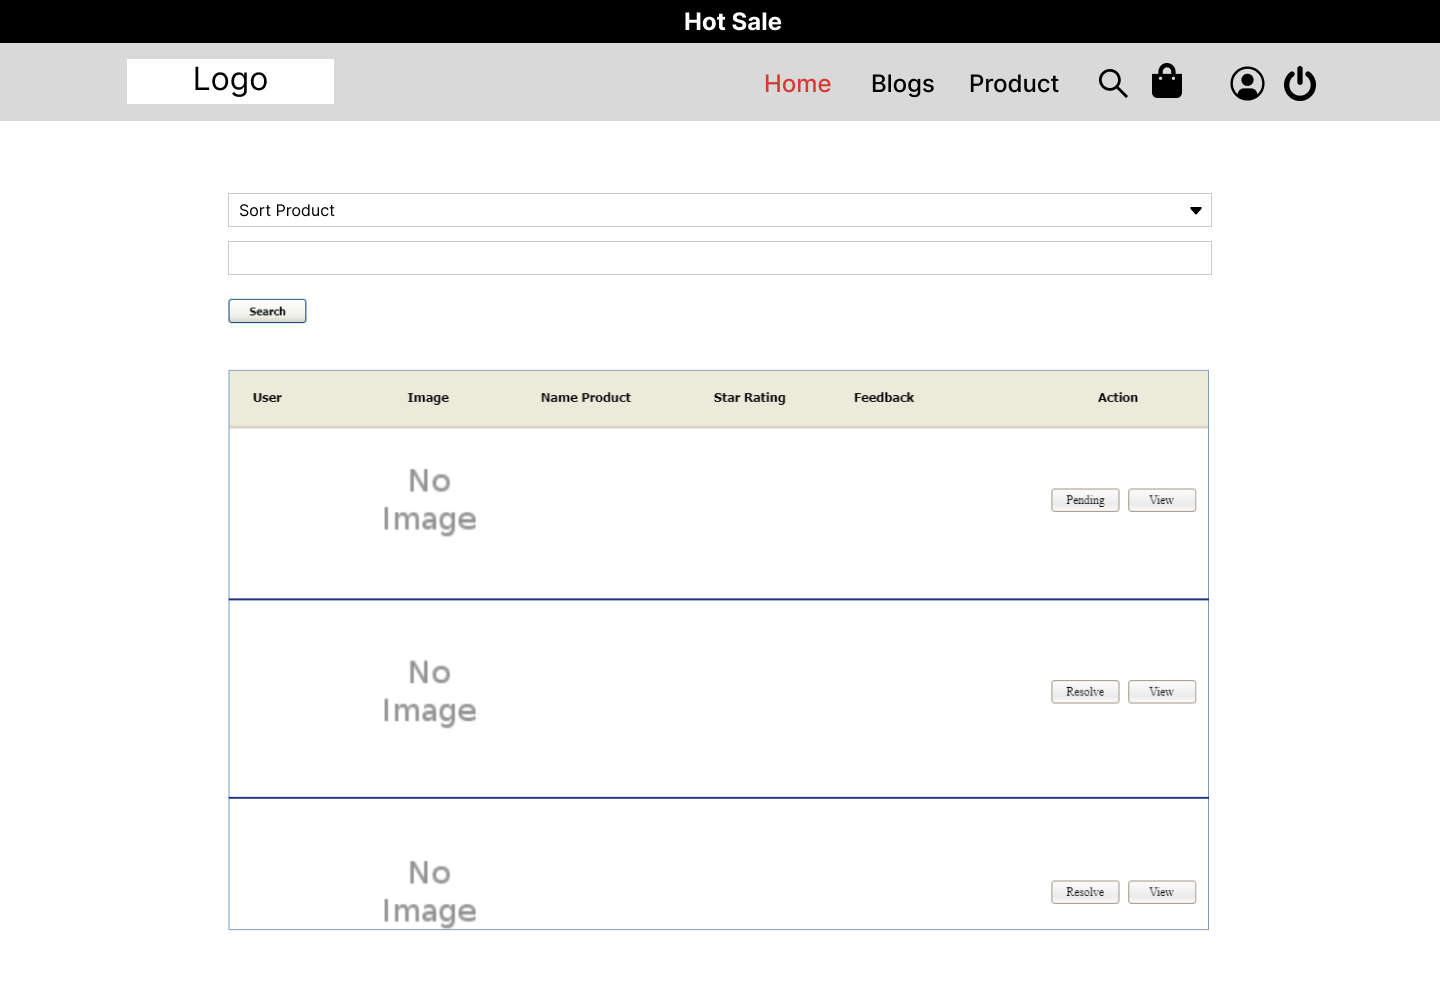 Hot Sale
Logo
Home Blogs Product
Sort Product
Search
User Image Name Product Star Rating Feedback Action
No
Image
Pending View
No
Image
Resolve View
No
Image
Resolve View